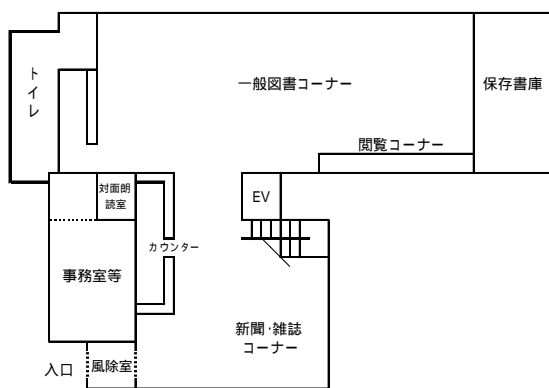 トイレ
一般図書コーナー
保存書庫
閲覧コーナー
対面朗
読室
EV
カウンター
事務室等
新聞･雑誌
コーナー
入口
風除室